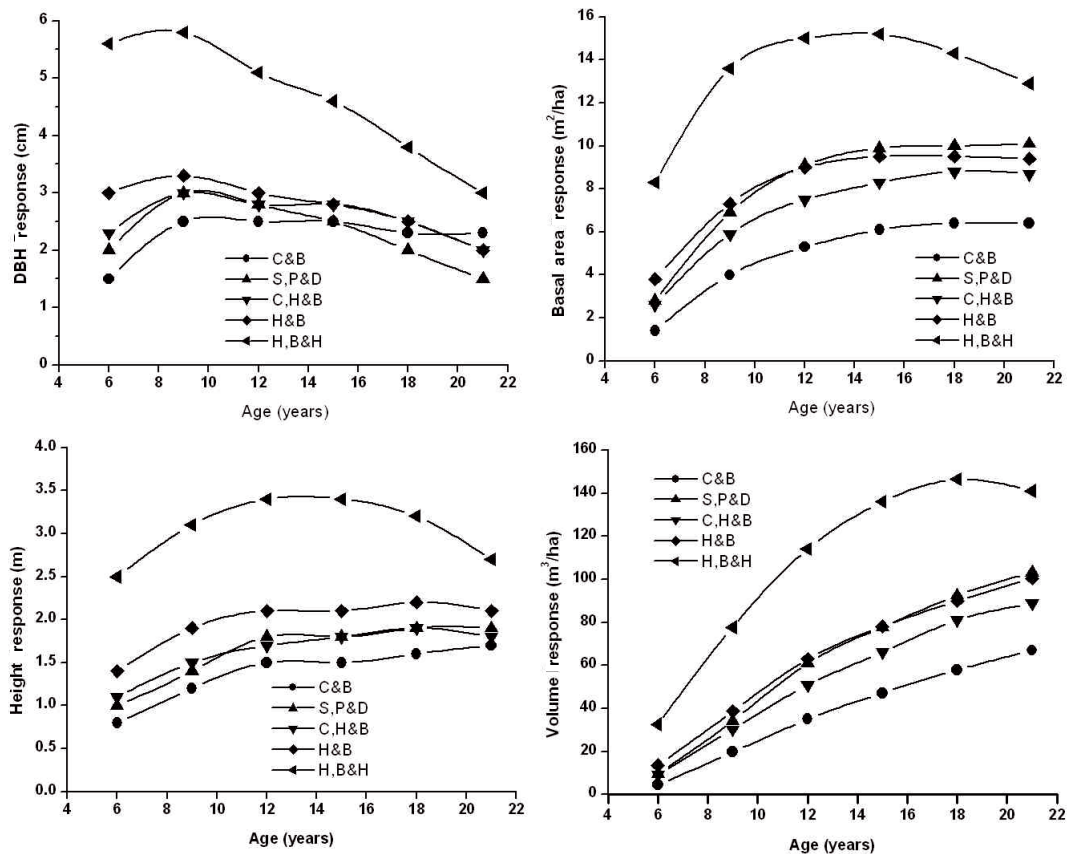 6
5
4
3
2
1
0
DBH response (cm)
C&B
S,P&D
C,H&B
H&B
H,B&H
4 6 8 10 12 14 16 18 20 22
Age (years)
16
14
12
10
8
6
4
2
0
Basal area response (m²/ha)
C&B
S,P&D
C,H&B
H&B
H,B&H
4 6 8 10 12 14 16 18 20 22
Age (years)
4.0
3.5
3.0
2.5
2.0
1.5
1.0
0.5
0.0
Height response (m)
C&B
S,P&D
C,H&B
H&B
H,B&H
4 6 8 10 12 14 16 18 20 22
Age (years)
160
140
120
100
80
60
40
20
0
Volume response (m³/ha)
C&B
S,P&D
C,H&B
H&B
H,B&H
4 6 8 10 12 14 16 18 20 22
Age (years)